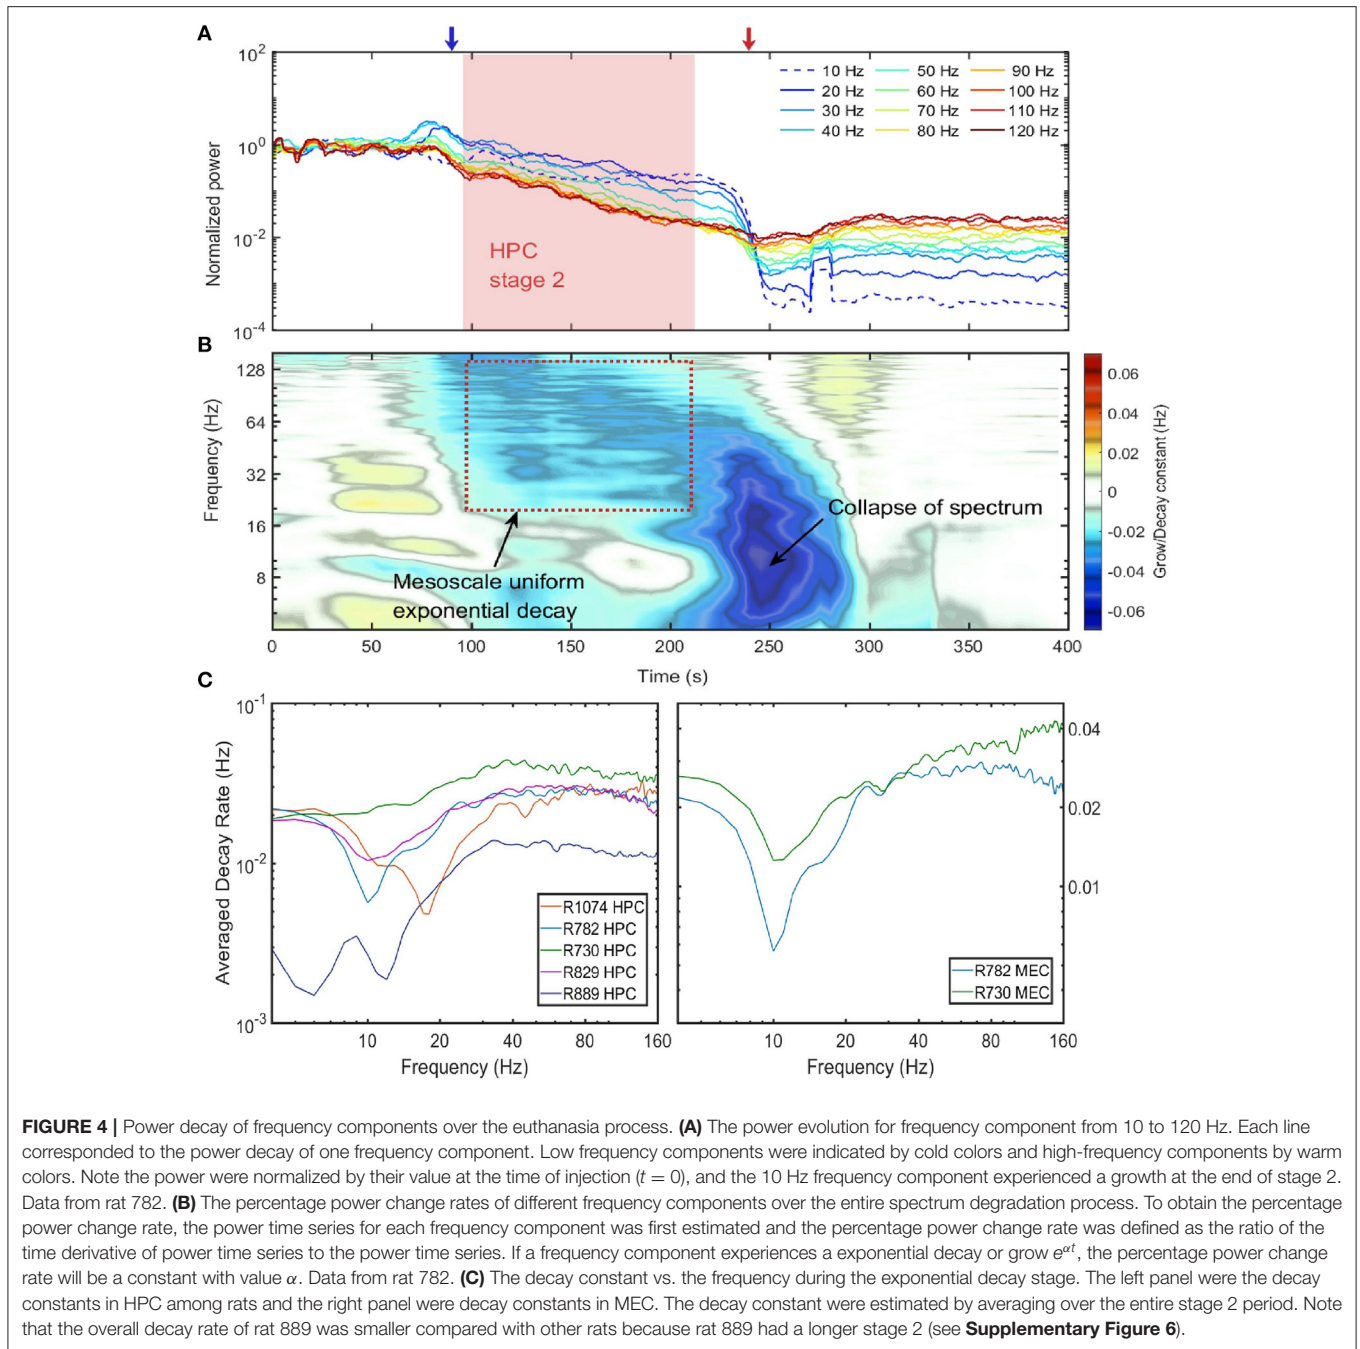 A
10^2
10^0
10^-2
10^-4
Normalized power
10 Hz
20 Hz
30 Hz
40 Hz
50 Hz
60 Hz
70 Hz
80 Hz
90 Hz
100 Hz
110 Hz
120 Hz
HPC
stage 2
B
128
64
32
16
8
Frequency (Hz)
Collapse of spectrum
Mesoscale uniform
exponential decay
0.06
0.04
0.02
0
-0.02
-0.04
-0.06
Grow/Decay constant (Hz)
0 50 100 150 200 250 300 350 400
Time (s)
C
10^-1
10^-2
10^-3
Averaged Decay Rate (Hz)
R1074 HPC
R782 HPC
R730 HPC
R829 HPC
R889 HPC
10 20 40 80 160
Frequency (Hz)
0.04
0.02
0.01
R782 MEC
R730 MEC
10 20 40 80 160
Frequency (Hz)
FIGURE 4 | Power decay of frequency components over the euthanasia process. (A) The power evolution for frequency component from 10 to 120 Hz. Each line
corresponded to the power decay of one frequency component. Low frequency components were indicated by cold colors and high-frequency components by warm
colors. Note the power were normalized by their value at the time of injection (t = 0), and the 10 Hz frequency component experienced a growth at the end of stage 2.
Data from rat 782. (B) The percentage power change rates of different frequency components over the entire spectrum degradation process. To obtain the percentage
power change rate, the power time series for each frequency component was first estimated and the percentage power change rate was defined as the ratio of the
time derivative of power time series to the power time series. If a frequency component experiences a exponential decay or grow e^αt, the percentage power change
rate will be a constant with value α. Data from rat 782. (C) The decay constant vs. the frequency during the exponential decay stage. The left panel were the decay
constants in HPC among rats and the right panel were decay constants in MEC. The decay constant were estimated by averaging over the entire stage 2 period. Note
that the overall decay rate of rat 889 was smaller compared with other rats because rat 889 had a longer stage 2 (see Supplementary Figure 6).